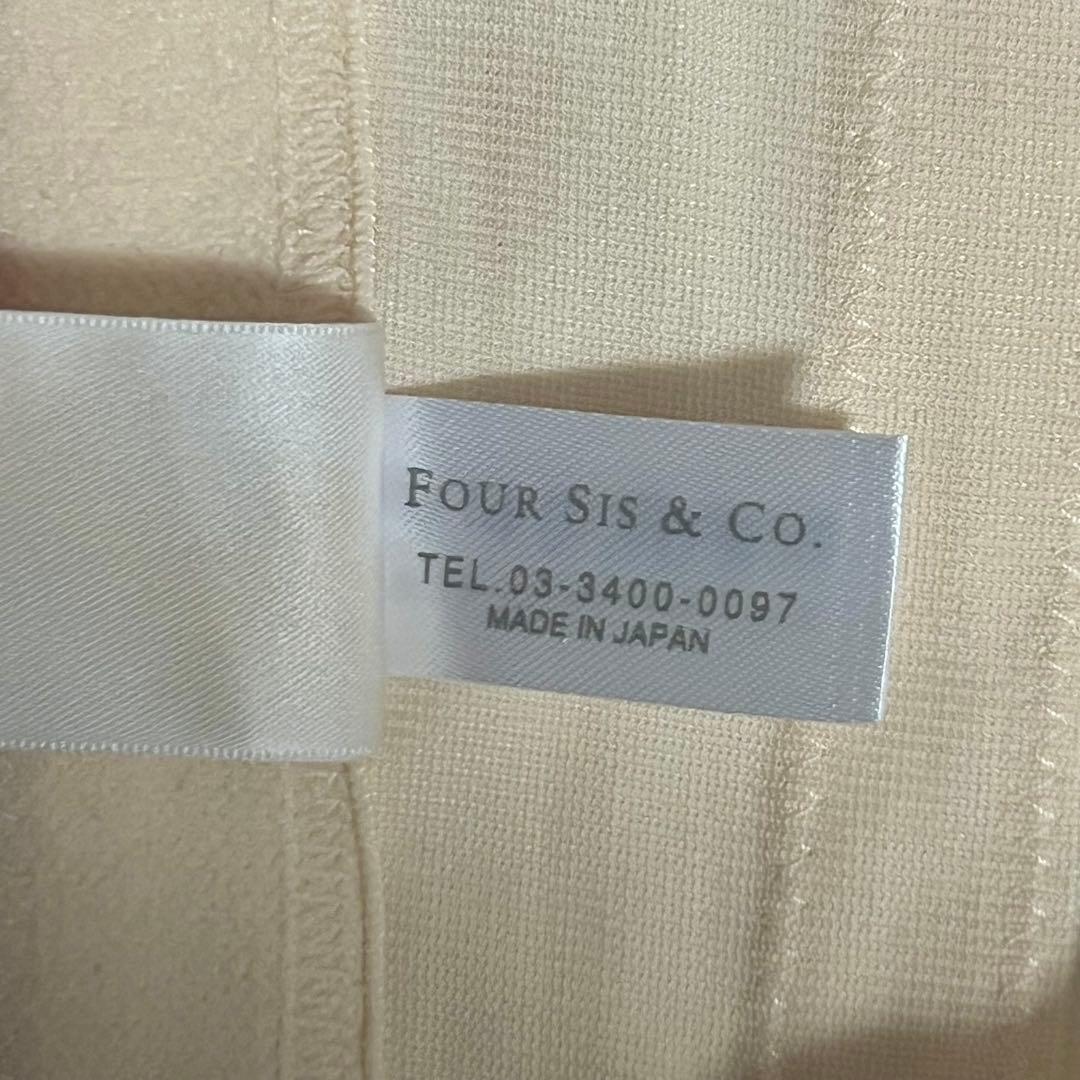 FOUR SIS & CO.
TEL.03-3400-0097
MADE IN JAPAN